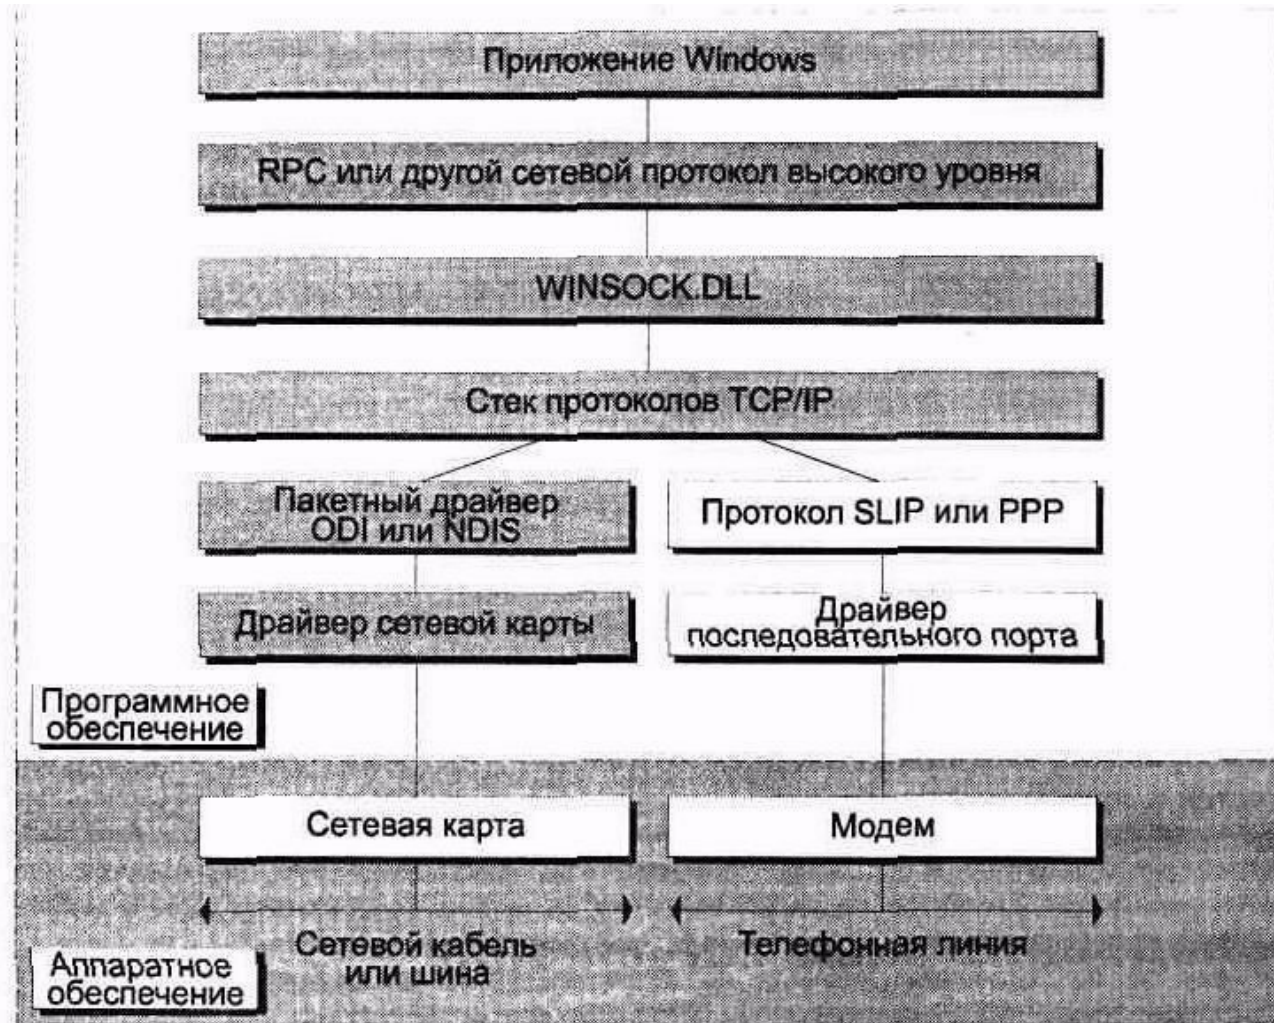 Приложение Windows
RPC или другой сетевой протокол высокого уровня
WINSOCK.DLL
Стек протоколов TCP/IP
Пакетный драйвер
ODI или NDIS
Протокол SLIP или PPP
Драйвер сетевой карты
Драйвер
последовательного порта
Программное
обеспечение
Сетевая карта
Модем
Сетевой кабель
или шина
Телефонная линия
Аппаратное
обеспечение